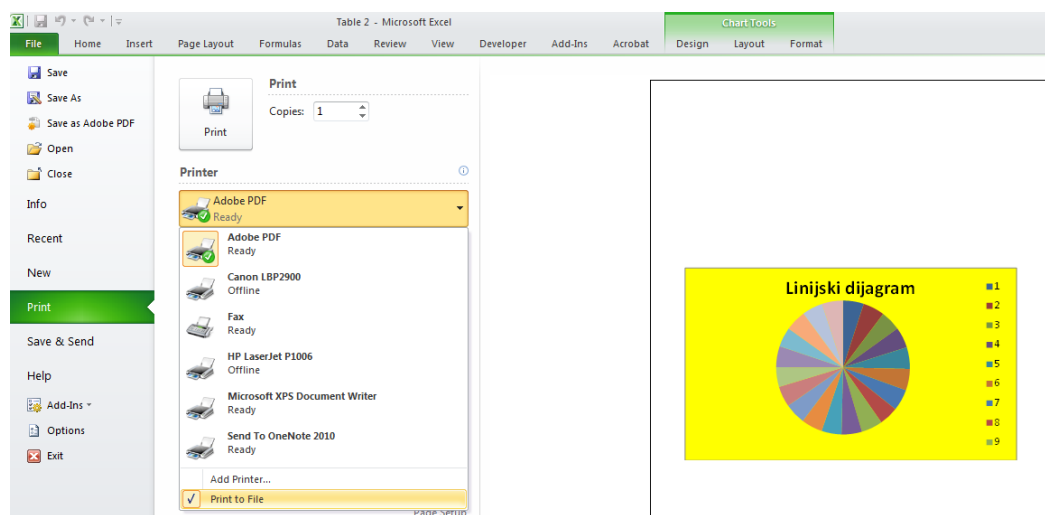 Table 2 - Microsoft Excel
Chart Tools
File Home Insert Page Layout Formulas Data Review View Developer Add-Ins Acrobat Design Layout Format
Save
Save As
Save as Adobe PDF
Open
Close
Info
Recent
New
Print
Save & Send
Help
Add-Ins
Options
Exit
Print
Copies: 1
Print
Printer
Adobe PDF
Ready
Adobe PDF
Ready
Canon LBP2900
Offline
Fax
Ready
HP LaserJet P1006
Offline
Microsoft XPS Document Writer
Ready
Send To OneNote 2010
Ready
Add Printer...
Print to File
Page Setup
Linijski dijagram
1
2
3
4
5
6
7
8
9